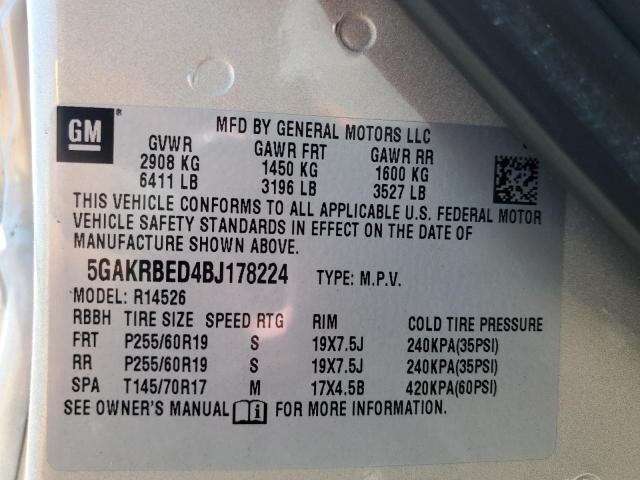 GM ®
MFD BY GENERAL MOTORS LLC
GVWR GAWR FRT GAWR RR
2908 KG 1450 KG 1600 KG
6411 LB 3196 LB 3527 LB
THIS VEHICLE CONFORMS TO ALL APPLICABLE U.S. FEDERAL MOTOR
VEHICLE SAFETY STANDARDS IN EFFECT ON THE DATE OF
MANUFACTURE SHOWN ABOVE.
5GAKRBED4BJ178224 TYPE: M.P.V.
MODEL: R14526
RBBH TIRE SIZE SPEED RTG RIM COLD TIRE PRESSURE
FRT P255/60R19 S 19X7.5J 240KPA(35PSI)
RR P255/60R19 S 19X7.5J 240KPA(35PSI)
SPA T145/70R17 M 17X4.5B 420KPA(60PSI)
SEE OWNER'S MANUAL i FOR MORE INFORMATION.